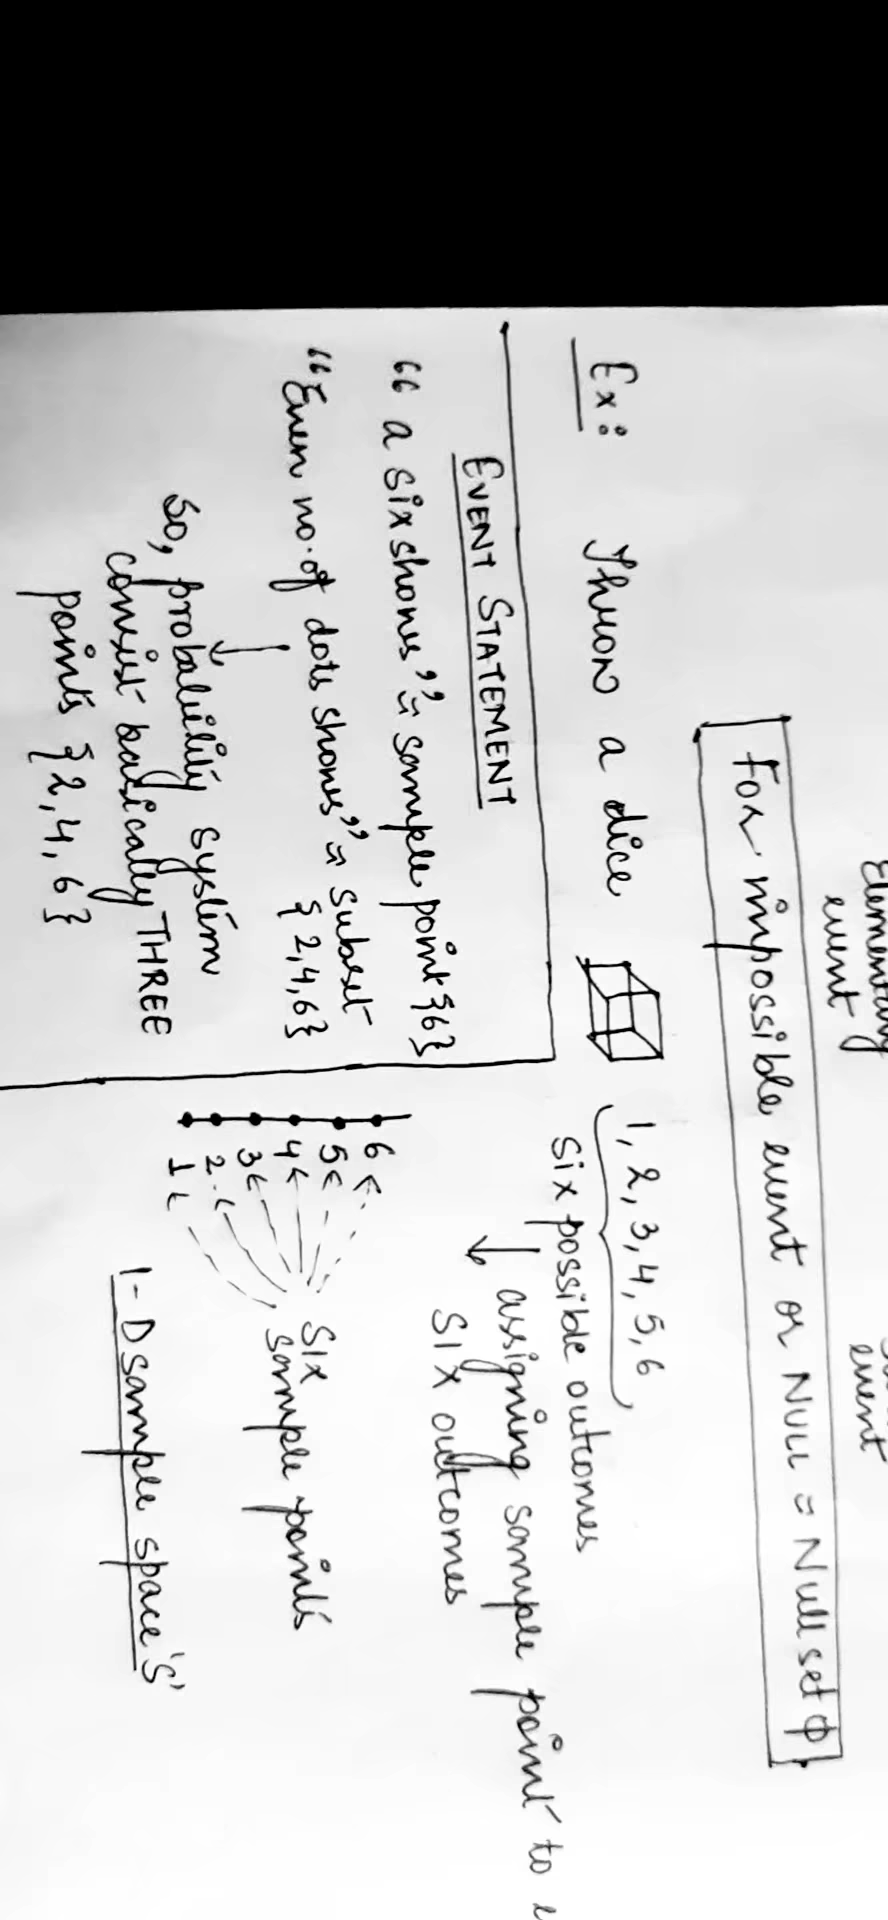 Elementary
event
event
For impossible event or NULL = Null set φ
Ex: Throw a dice 1, 2, 3, 4, 5, 6,
six possible outcomes
assigning sample point to
SIX outcomes
EVENT STATEMENT
"a six shows" = sample point {6}
"Even no. of dots shows" = subset
{2,4,6}
So, probability system
consist basically THREE
points {2, 4, 6}
6
5
4
3
2
1
SIX
sample points
1-D sample space 'S'